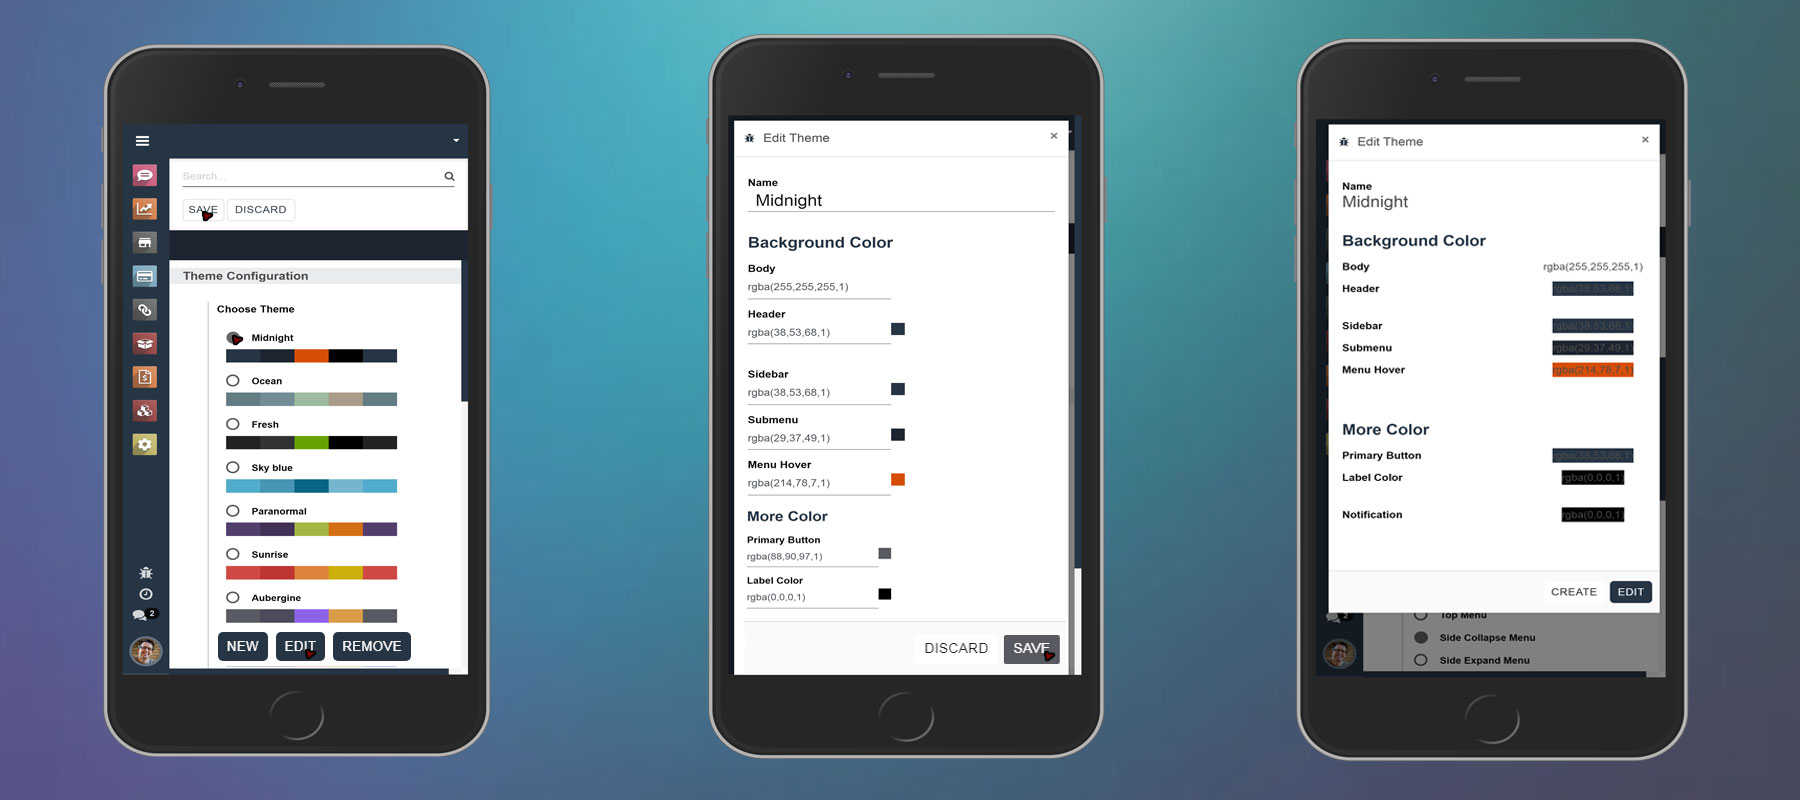 Search...
SAVE
DISCARD
Theme Configuration
Choose Theme
Midnight
Ocean
Fresh
Sky blue
Paranormal
Sunrise
Aubergine
2
NEW
EDIT
REMOVE
Edit Theme
×
Name
Midnight
Background Color
Body
rgba(255,255,255,1)
Header
rgba(38,53,68,1)
Sidebar
rgba(38,53,68,1)
Submenu
rgba(29,37,49,1)
Menu Hover
rgba(214,78,7,1)
More Color
Primary Button
rgba(88,90,97,1)
Label Color
rgba(0,0,0,1)
DISCARD
SAVE
Edit Theme
×
Name
Midnight
Background Color
Body rgba(255,255,255,1)
Header rgba(38,53,68,1)
Sidebar rgba(38,53,68,1)
Submenu rgba(29,37,49,1)
Menu Hover rgba(214,78,7,1)
More Color
Primary Button rgba(38,53,68,1)
Label Color rgba(0,0,0,1)
Notification rgba(0,0,0,1)
CREATE
EDIT
Top Menu
Side Collapse Menu
Side Expand Menu